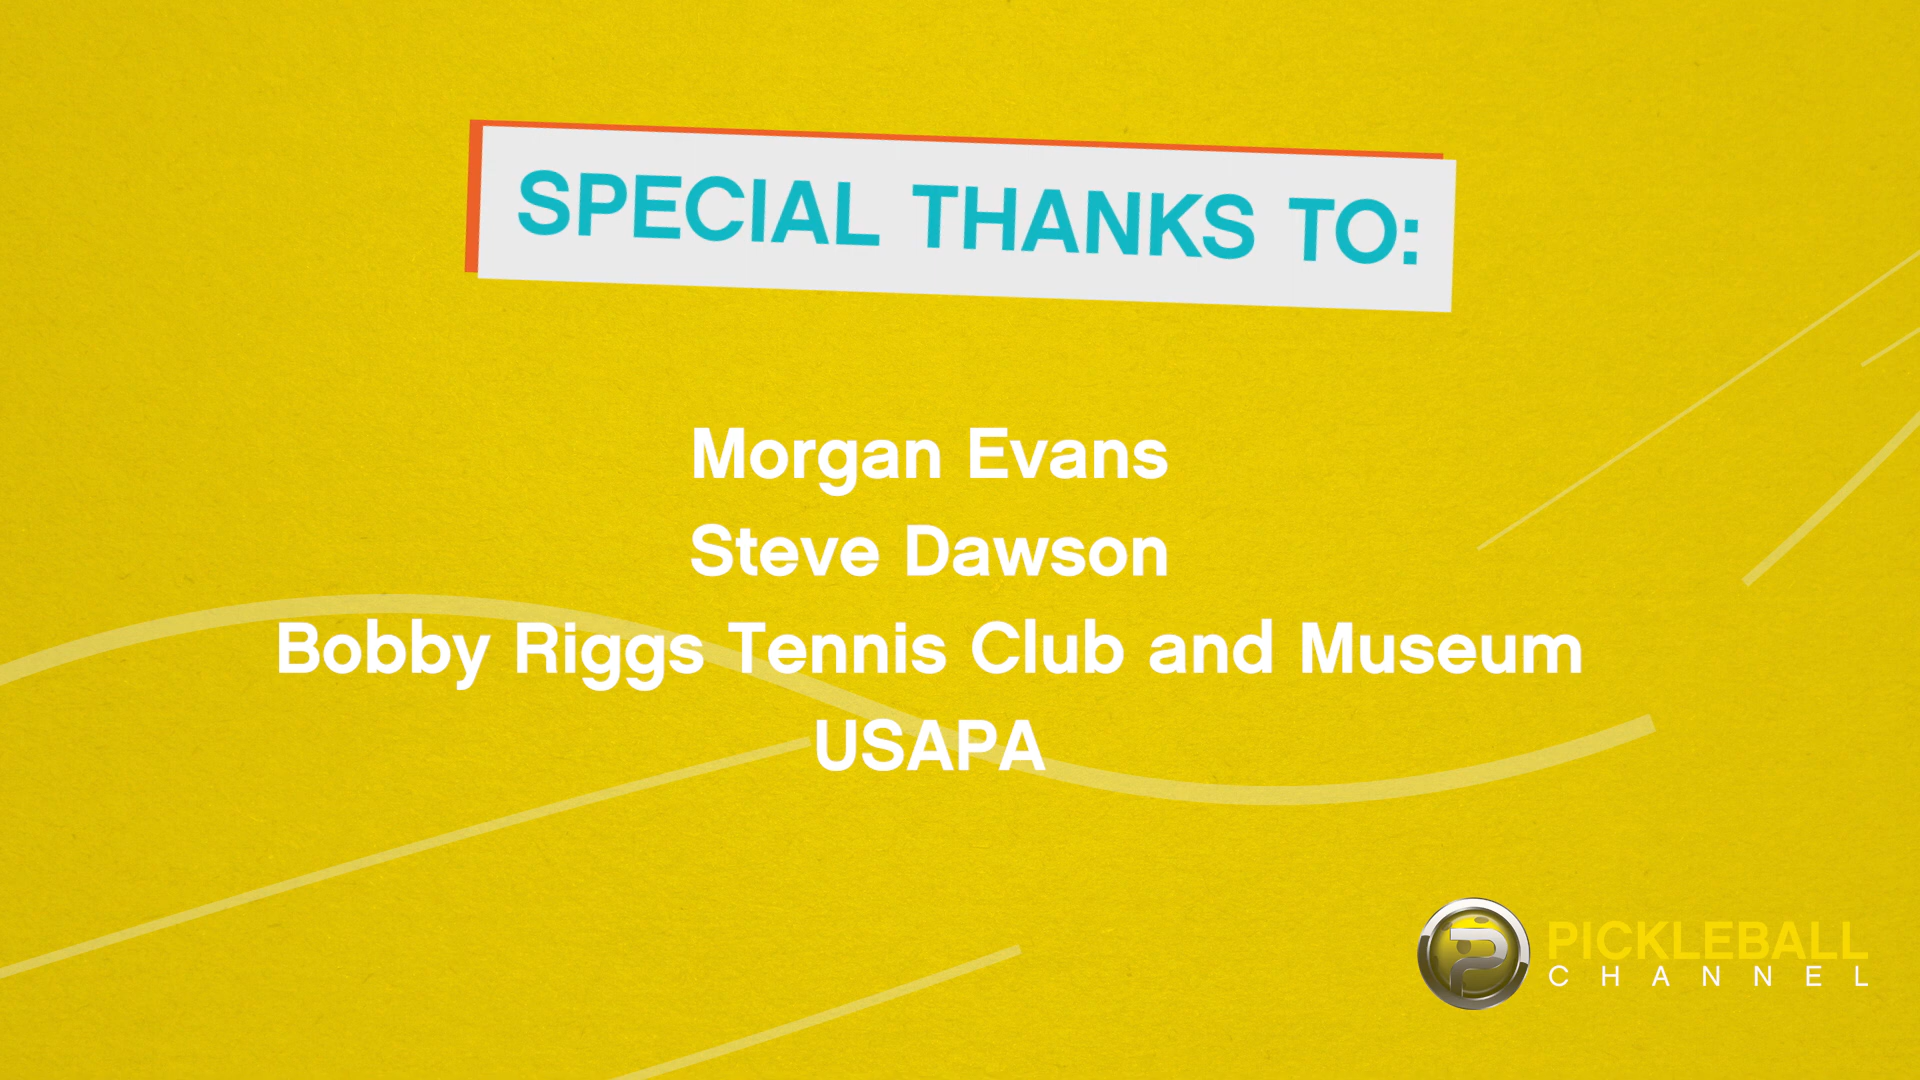 SPECIAL THANKS TO:
Morgan Evans
Steve Dawson
Bobby Riggs Tennis Club and Museum
USAPA
PICKLEBALL
CHANNEL